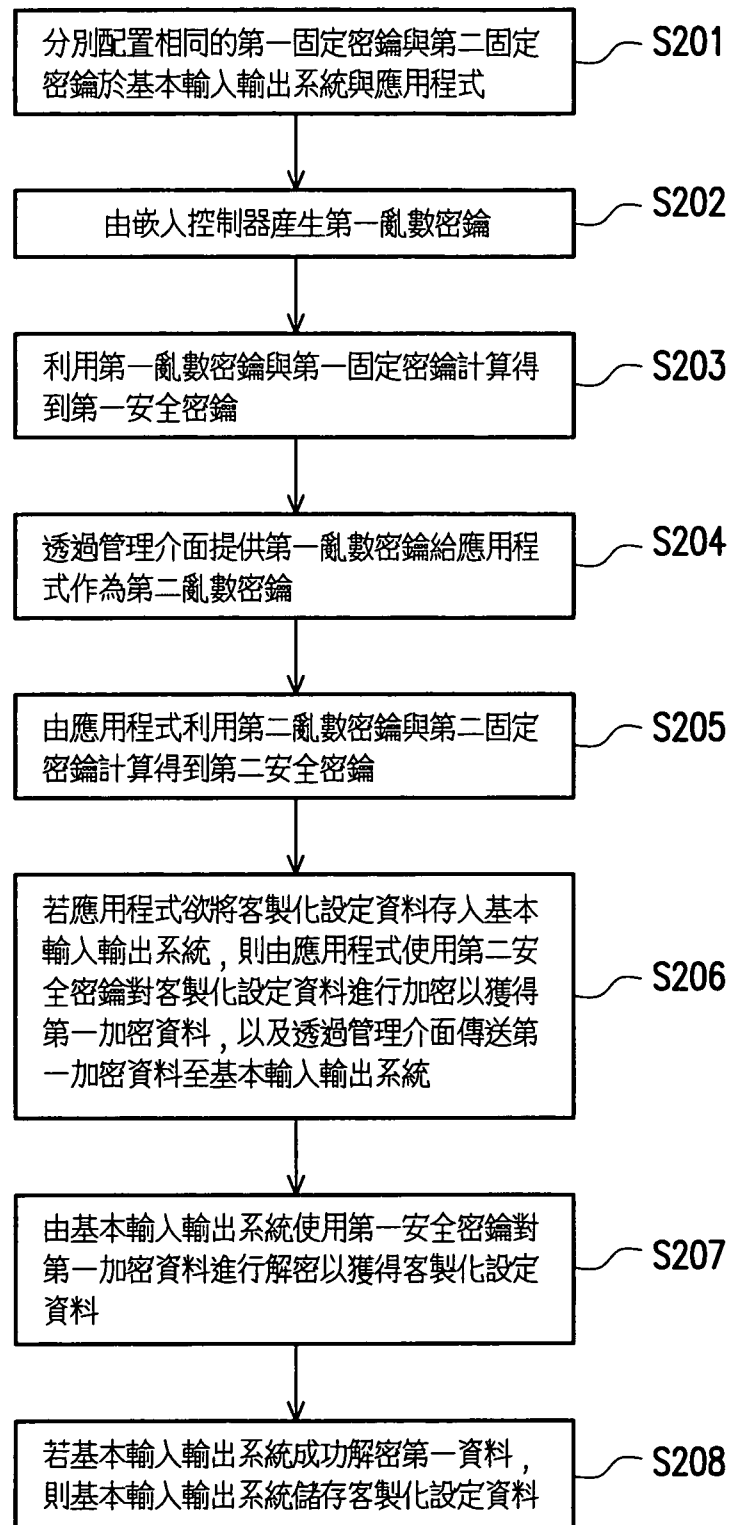 分別配置相同的第一固定密鑰與第二固定
密鑰於基本輸入輸出系統與應用程式
S201
由嵌入控制器產生第一亂數密鑰
S202
利用第一亂數密鑰與第一固定密鑰計算得
到第一安全密鑰
S203
透過管理介面提供第一亂數密鑰給應用程
式作為第二亂數密鑰
S204
由應用程式利用第二亂數密鑰與第二固定
密鑰計算得到第二安全密鑰
S205
若應用程式欲將客製化設定資料存入基本
輸入輸出系統,則由應用程式使用第二安
全密鑰對客製化設定資料進行加密以獲得
第一加密資料,以及透過管理介面傳送第
一加密資料至基本輸入輸出系統
S206
由基本輸入輸出系統使用第一安全密鑰對
第一加密資料進行解密以獲得客製化設定
資料
S207
若基本輸入輸出系統成功解密第一資料,
則基本輸入輸出系統儲存客製化設定資料
S208